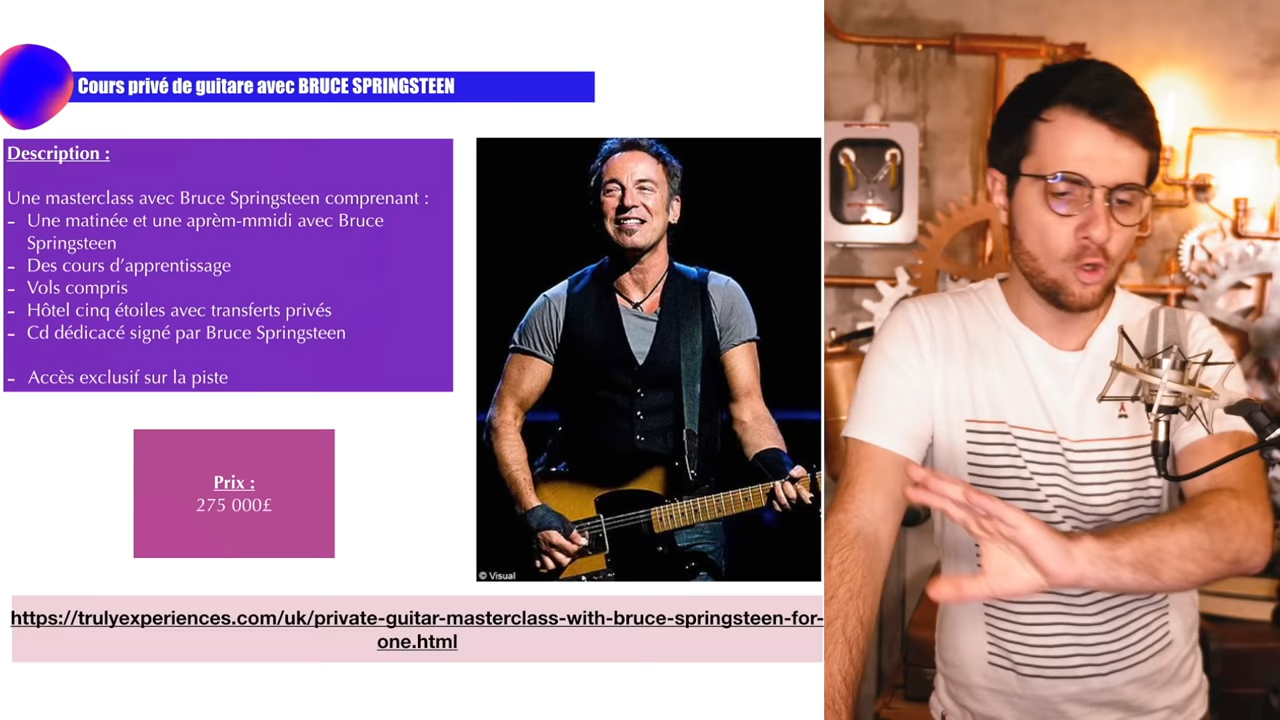 Cours privé de guitare avec BRUCE SPRINGSTEEN
Description :
Une masterclass avec Bruce Springsteen comprenant :
- Une matinée et une aprèm-mmidi avec Bruce
Springsteen
- Des cours d’apprentissage
- Vols compris
- Hôtel cinq étoiles avec transferts privés
- Cd dédicacé signé par Bruce Springsteen
- Accès exclusif sur la piste
Prix :
275 000£
© Visual
https://trulyexperiences.com/uk/private-guitar-masterclass-with-bruce-springsteen-for-
one.html